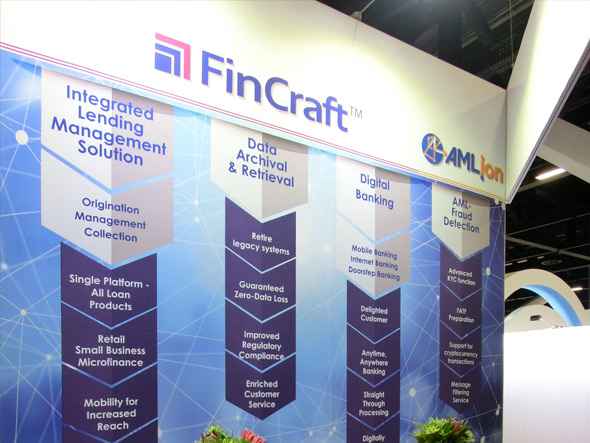 FinCraft™
AMLion
Integrated
Lending
Management
Solution
Origination
Management
Collection
Single Platform -
All Loan
Products
Retail
Small Business
Microfinance
Mobility for
Increased
Reach
Data
Archival
& Retrieval
Retire
legacy systems
Guaranteed
Zero-Data Loss
Improved
Regulatory
Compliance
Enriched
Customer
Service
Digital
Banking
Mobile Banking
Internet Banking
Doorstep Banking
Delighted
Customer
Anytime,
Anywhere
Banking
Straight
Through
Processing
Digitally
AML-
Fraud
Detection
Advanced
KYC function
FATF
Preparation
Support for
cryptocurrency
transactions
Message
Filtering
Service